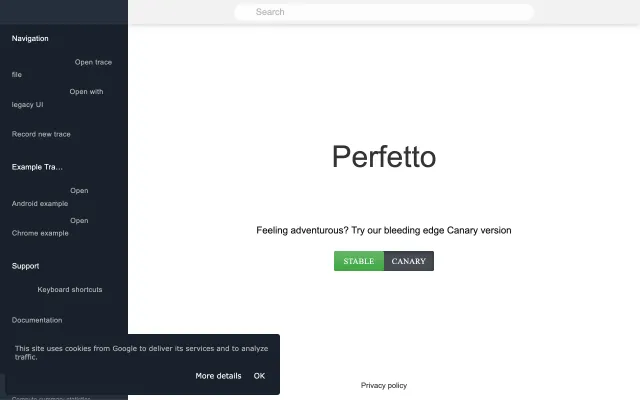 Search
Navigation
Open trace
file
Open with
legacy UI
Record new trace
Example Tra...
Open
Android example
Open
Chrome example
Support
Keyboard shortcuts
Documentation
Perfetto
Feeling adventurous? Try our bleeding edge Canary version
STABLE CANARY
This site uses cookies from Google to deliver its services and to analyze
traffic.
More details OK
Privacy policy